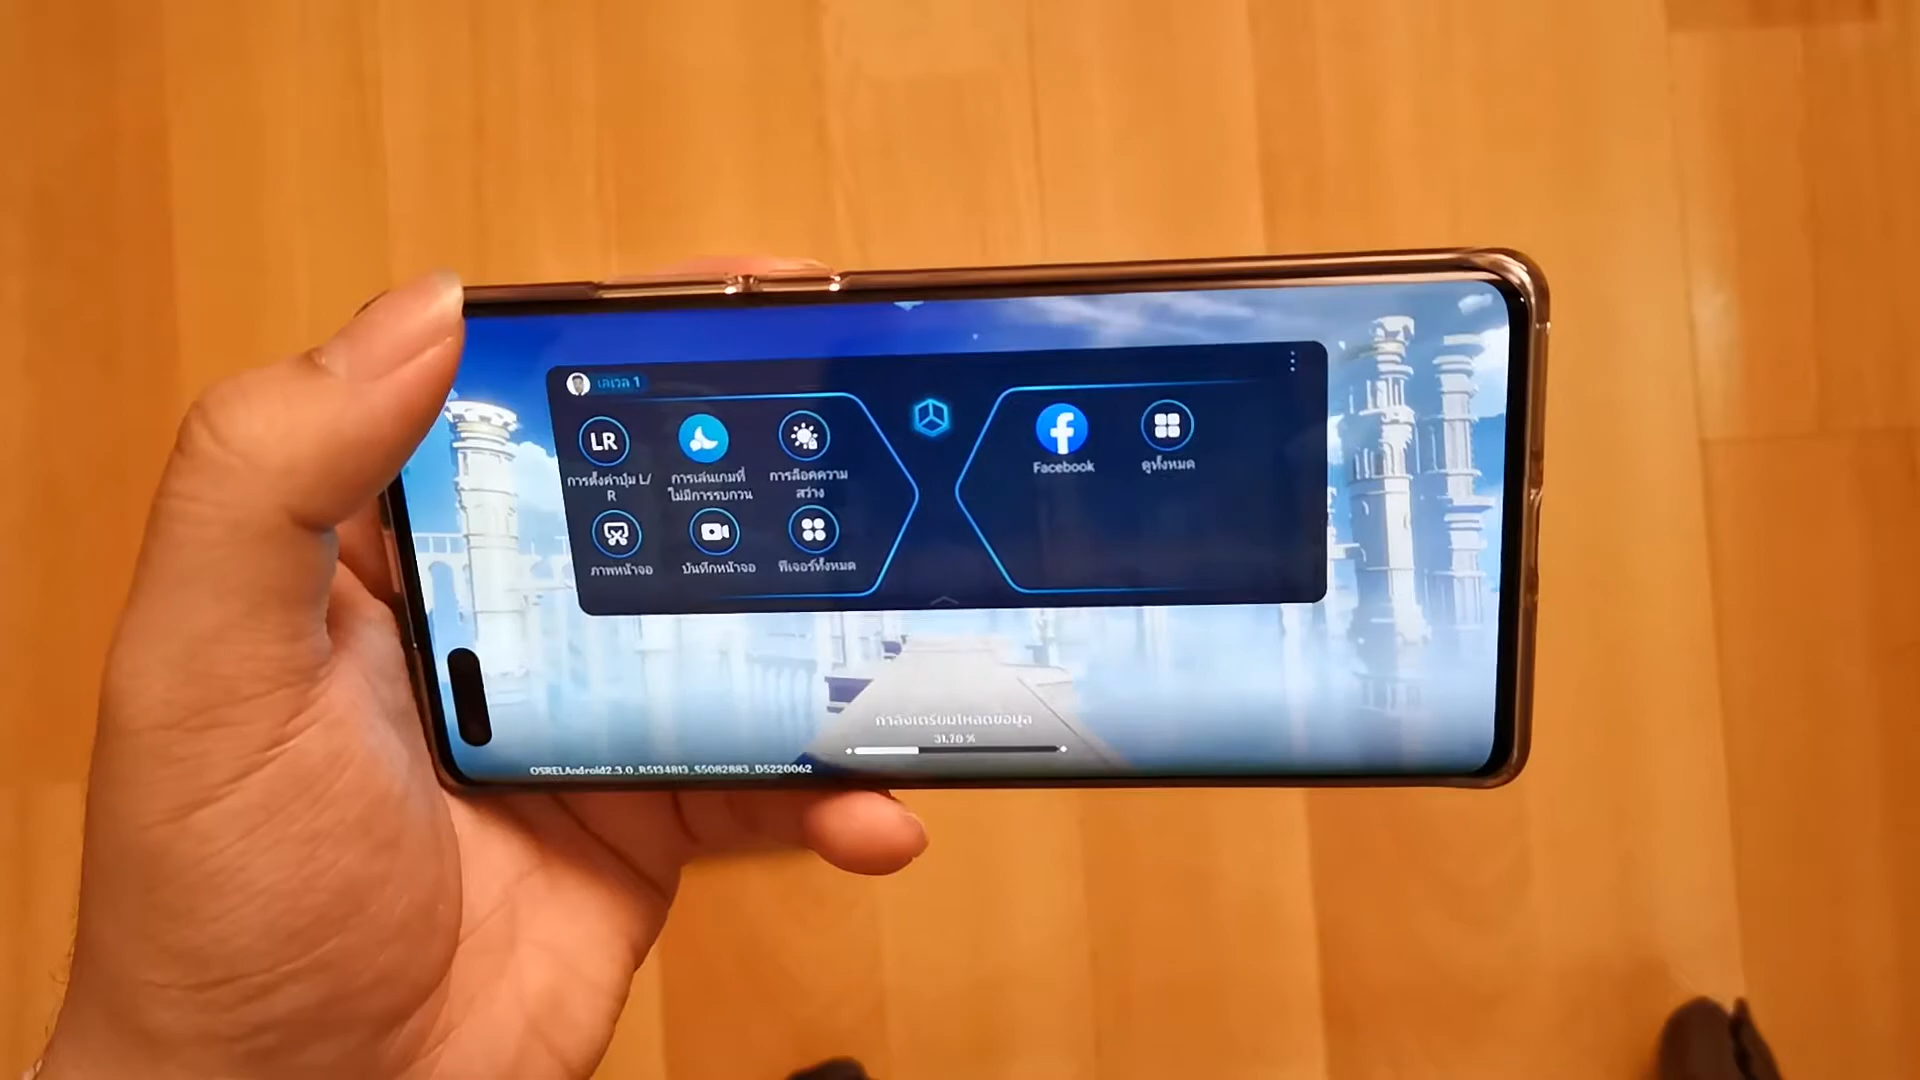 เลเวล 1
LR
การตั้งค่าปุ่ม L/
R
การเล่นเกมที่
ไม่มีการรบกวน
การล็อคความ
สว่าง
ภาพหน้าจอ
บันทึกหน้าจอ
ฟีเจอร์ทั้งหมด
Facebook
ดูทั้งหมด
กำลังเตรียมโหลดข้อมูล
31.70 %
OSRELAndroid2.3.0_R5134813_S5082883_D5220062